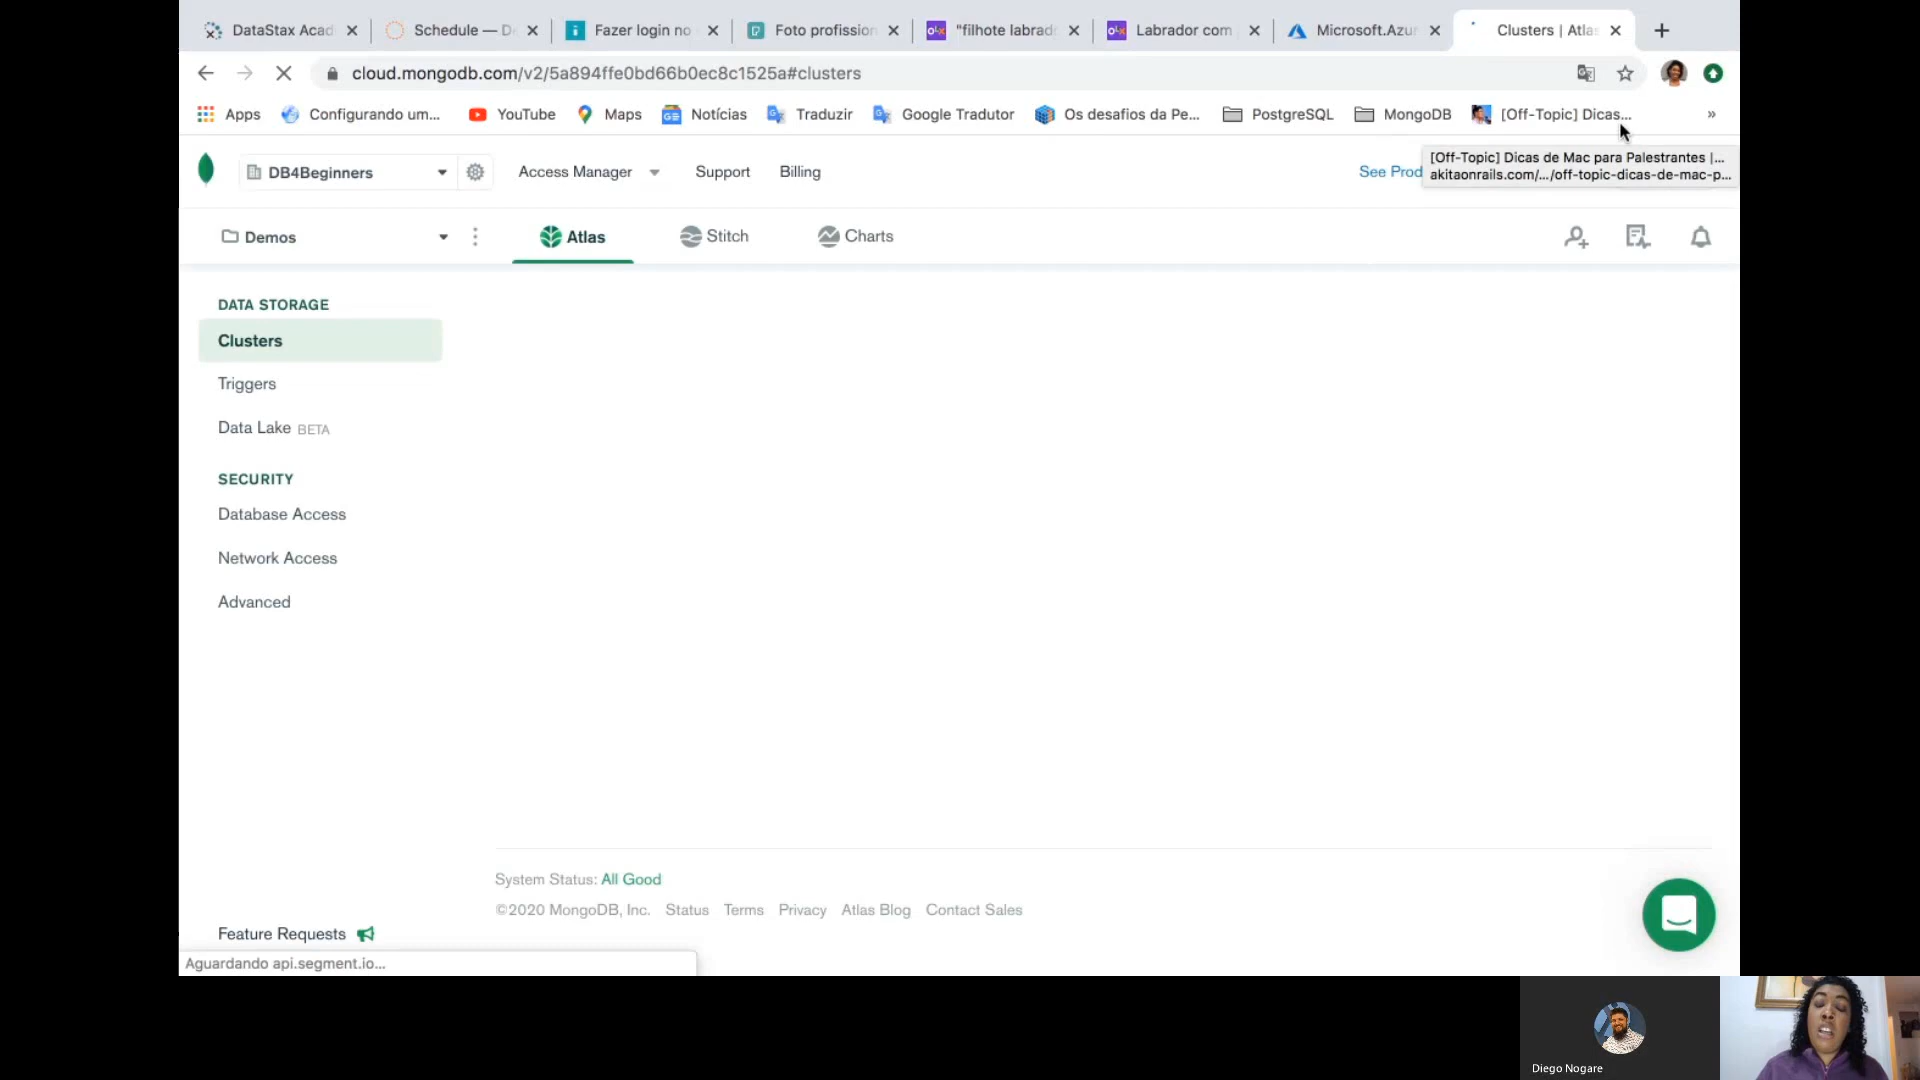 DataStax Acad
Schedule — D
Fazer login no
Foto profission
"filhote labrad
Labrador com
Microsoft.Azur
Clusters | Atlas
cloud.mongodb.com/v2/5a894ffe0bd66b0ec8c1525a#clusters
Apps
Configurando um...
YouTube
Maps
Notícias
Traduzir
Google Tradutor
Os desafios da Pe...
PostgreSQL
MongoDB
[Off-Topic] Dicas...
»
[Off-Topic] Dicas de Mac para Palestrantes |...
akitaonrails.com/.../off-topic-dicas-de-mac-p...
DB4Beginners
Access Manager
Support
Billing
See Prod
Demos
Atlas
Stitch
Charts
DATA STORAGE
Clusters
Triggers
Data Lake BETA
SECURITY
Database Access
Network Access
Advanced
System Status: All Good
©2020 MongoDB, Inc. Status Terms Privacy Atlas Blog Contact Sales
Feature Requests
Aguardando api.segment.io...
Diego Nogare